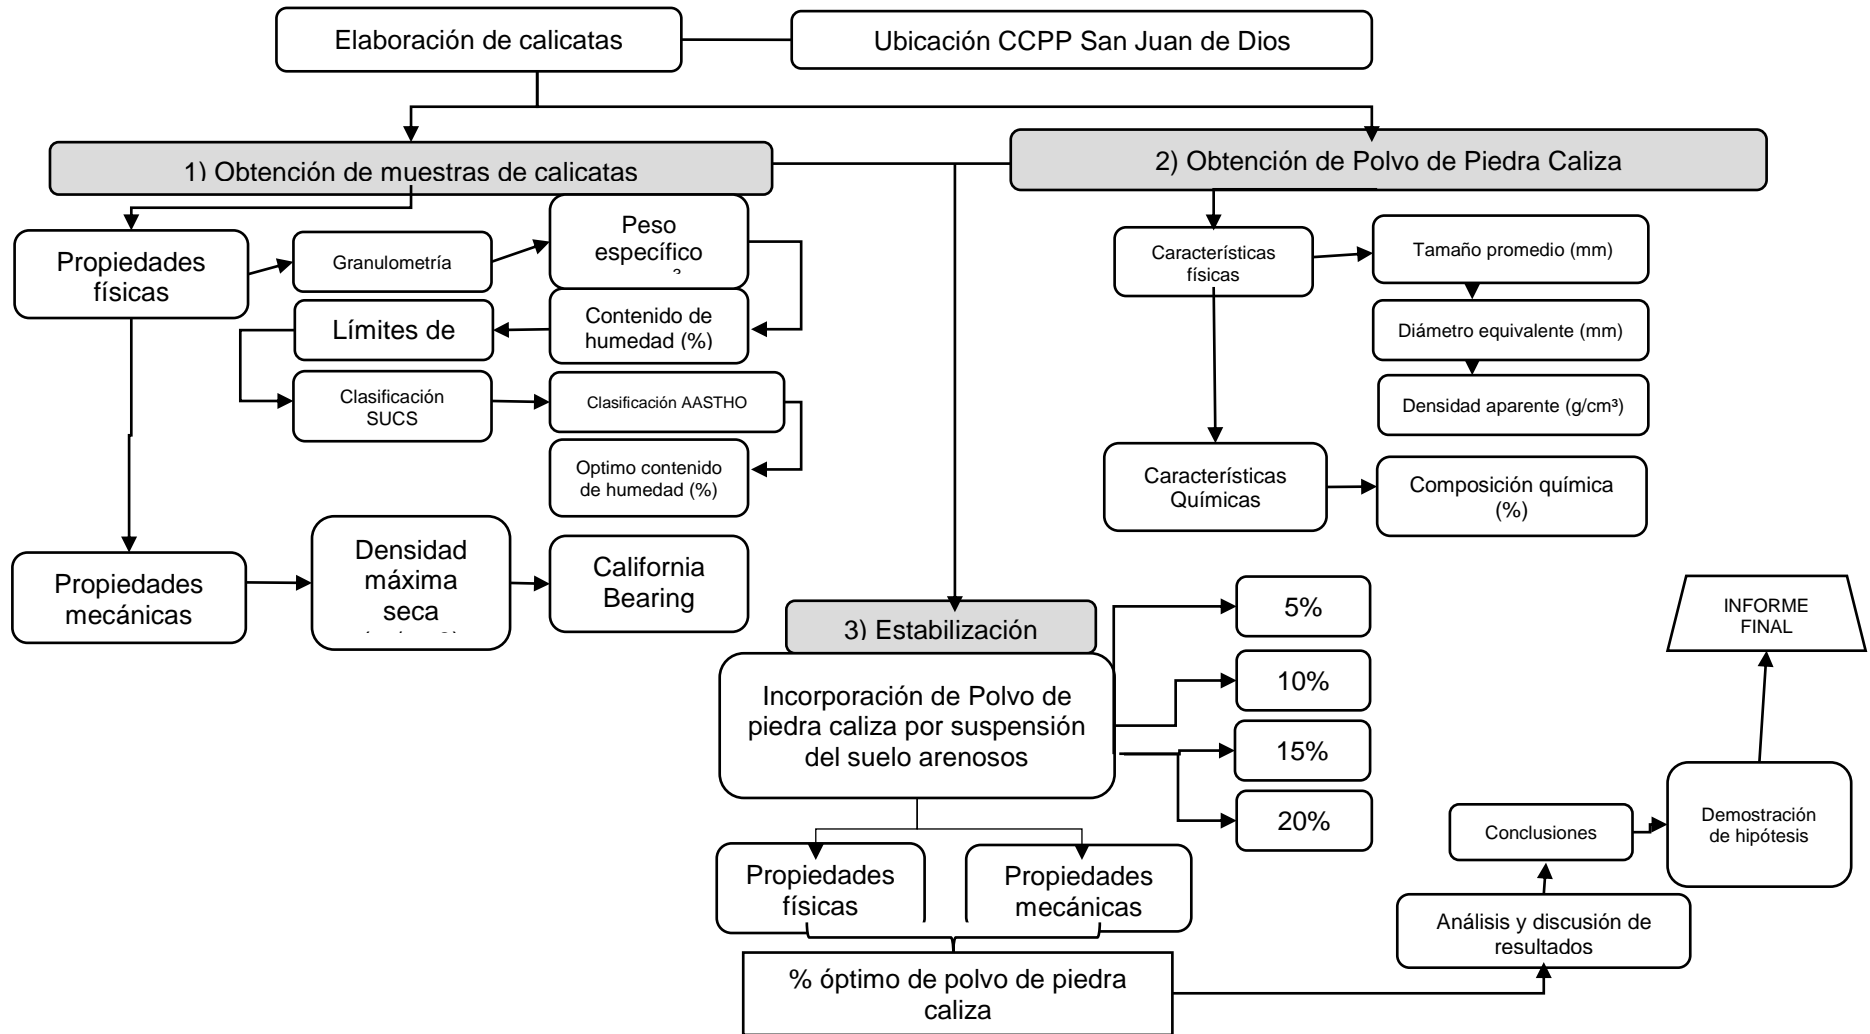 Elaboración de calicatas
Ubicación CCPP San Juan de Dios
1) Obtención de muestras de calicatas
2) Obtención de Polvo de Piedra Caliza
Propiedades
físicas
Granulometría
Peso
específico
Contenido de
humedad (%)
Límites de
Clasificación
SUCS
Clasificación AASTHO
Optimo contenido
de humedad (%)
Propiedades
mecánicas
Densidad
máxima
seca
California
Bearing
Características
físicas
Tamaño promedio (mm)
Diámetro equivalente (mm)
Densidad aparente (g/cm³)
Características
Químicas
Composición química
(%)
3) Estabilización
Incorporación de Polvo de
piedra caliza por suspensión
del suelo arenosos
5%
10%
15%
20%
Propiedades
físicas
Propiedades
mecánicas
% óptimo de polvo de piedra
caliza
Análisis y discusión de
resultados
Conclusiones
Demostración
de hipótesis
INFORME
FINAL